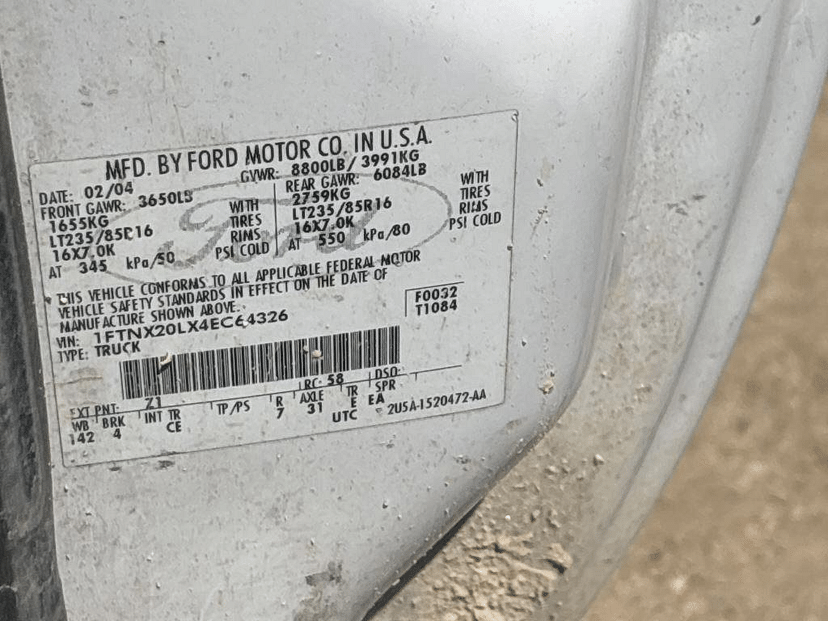 MFD. BY FORD MOTOR CO. IN U.S.A.
DATE: 02/04 GVWR: 8800LB/ 3991KG
FRONT GAWR: 3650LB REAR GAWR: 6084LB
1655KG WITH 2759KG WITH
LT235/85R16 TIRES LT235/85R16 TIRES
16X7.0K RIMS 16X7.0K RIMS
AT 345 kPa/50 PSI COLD AT 550 kPa/80 PSI COLD
Ford
THIS VEHICLE CONFORMS TO ALL APPLICABLE FEDERAL MOTOR
VEHICLE SAFETY STANDARDS IN EFFECT ON THE DATE OF
MANUFACTURE SHOWN ABOVE.
VIN: 1FTNX20LX4EC64326 F0032
TYPE: TRUCK T1084
EXT PNT: Z1 RC: 58 DSO:
WB BRK INT TR TP/PS R AXLE TR SPR
142 4 CE 7 31 E EA
UTC 2U5A-1520472-AA